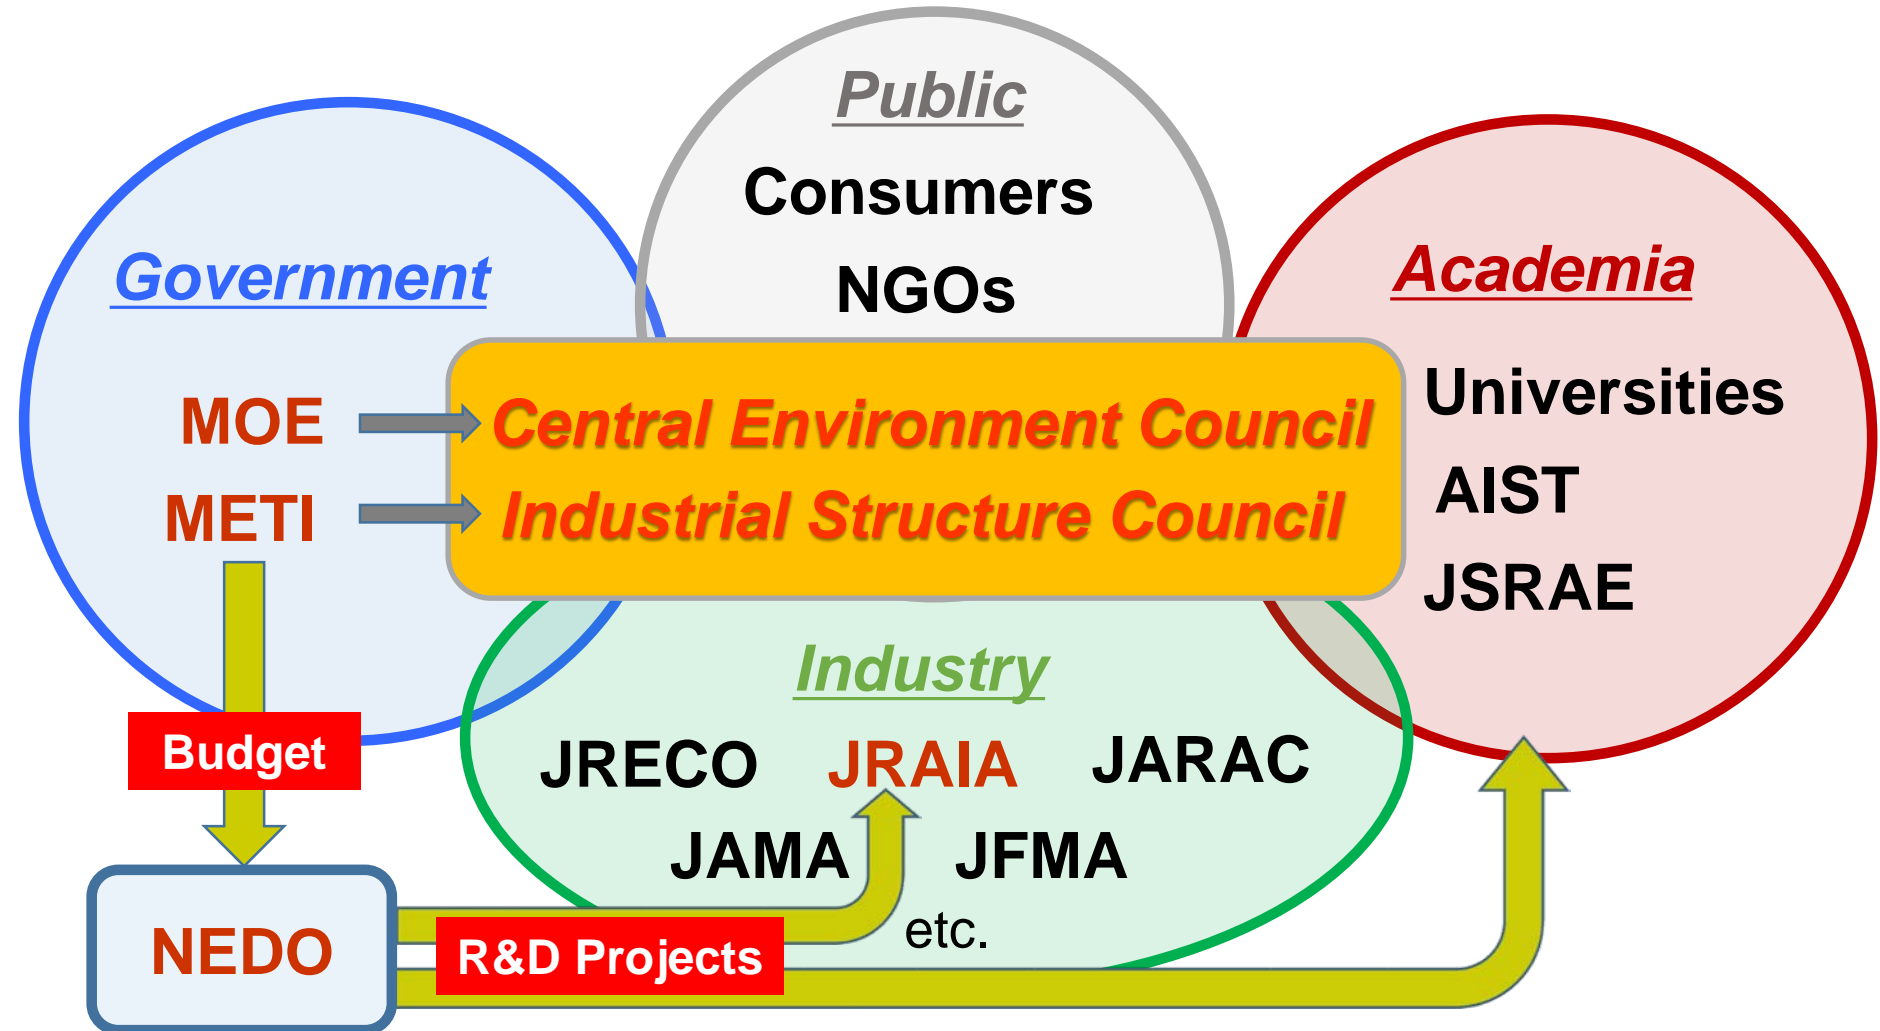 Public
Consumers
NGOs
Government
MOE
METI
Central Environment Council
Industrial Structure Council
Academia
Universities
AIST
JSRAE
Industry
JRECO JRAIA JARAC
JAMA JFMA
etc.
Budget
NEDO
R&D Projects